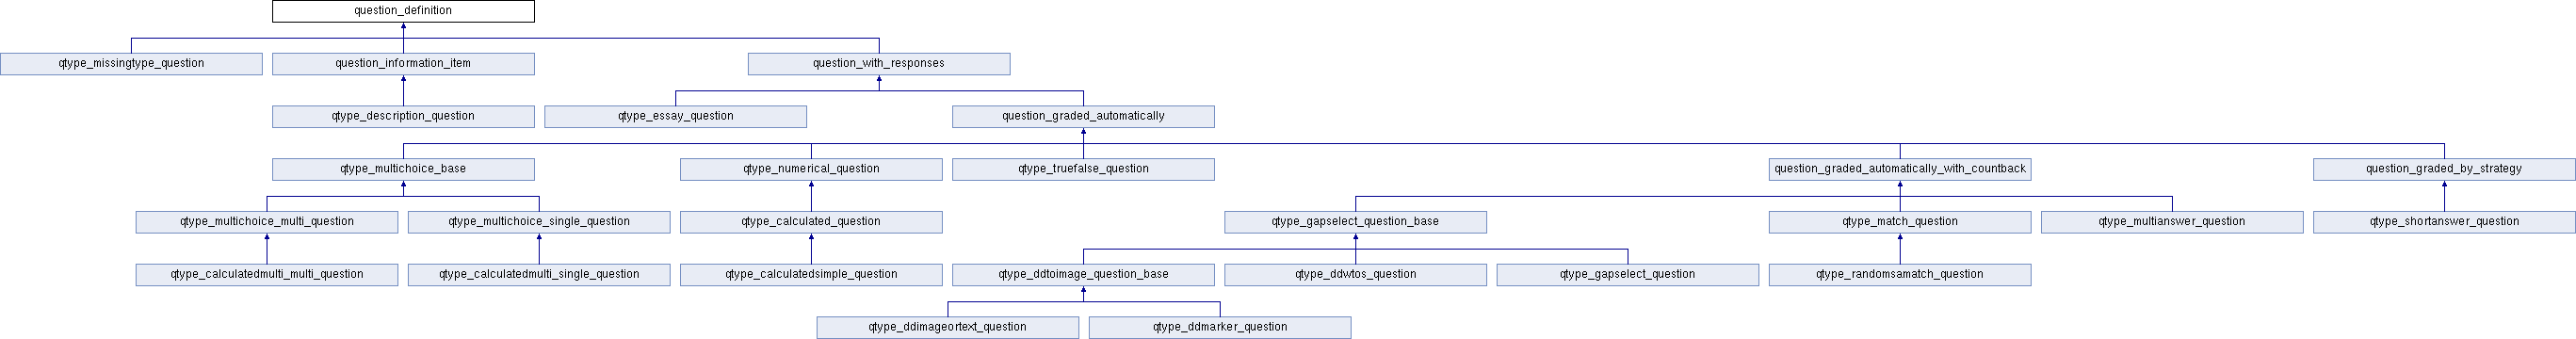 question_definition
qtype_missingtype_question
question_information_item
question_with_responses
qtype_description_question
qtype_essay_question
question_graded_automatically
qtype_multichoice_base
qtype_numerical_question
qtype_truefalse_question
question_graded_automatically_with_countback
question_graded_by_strategy
qtype_multichoice_multi_question
qtype_multichoice_single_question
qtype_calculated_question
qtype_gapselect_question_base
qtype_match_question
qtype_multianswer_question
qtype_shortanswer_question
qtype_calculatedmulti_multi_question
qtype_calculatedmulti_single_question
qtype_calculatedsimple_question
qtype_ddtoimage_question_base
qtype_ddwtos_question
qtype_gapselect_question
qtype_randomsamatch_question
qtype_ddimageortext_question
qtype_ddmarker_question